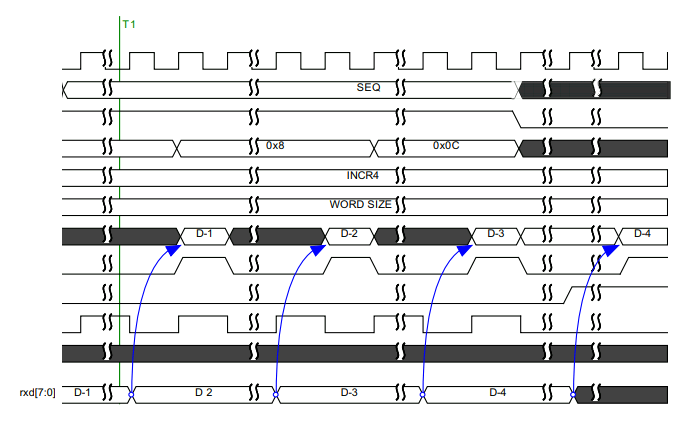 T1
SEQ
0x8 0x0C
INCR4
WORD SIZE
D-1 D-2 D-3 D-4
rxd[7:0] D-1 D 2 D-3 D-4